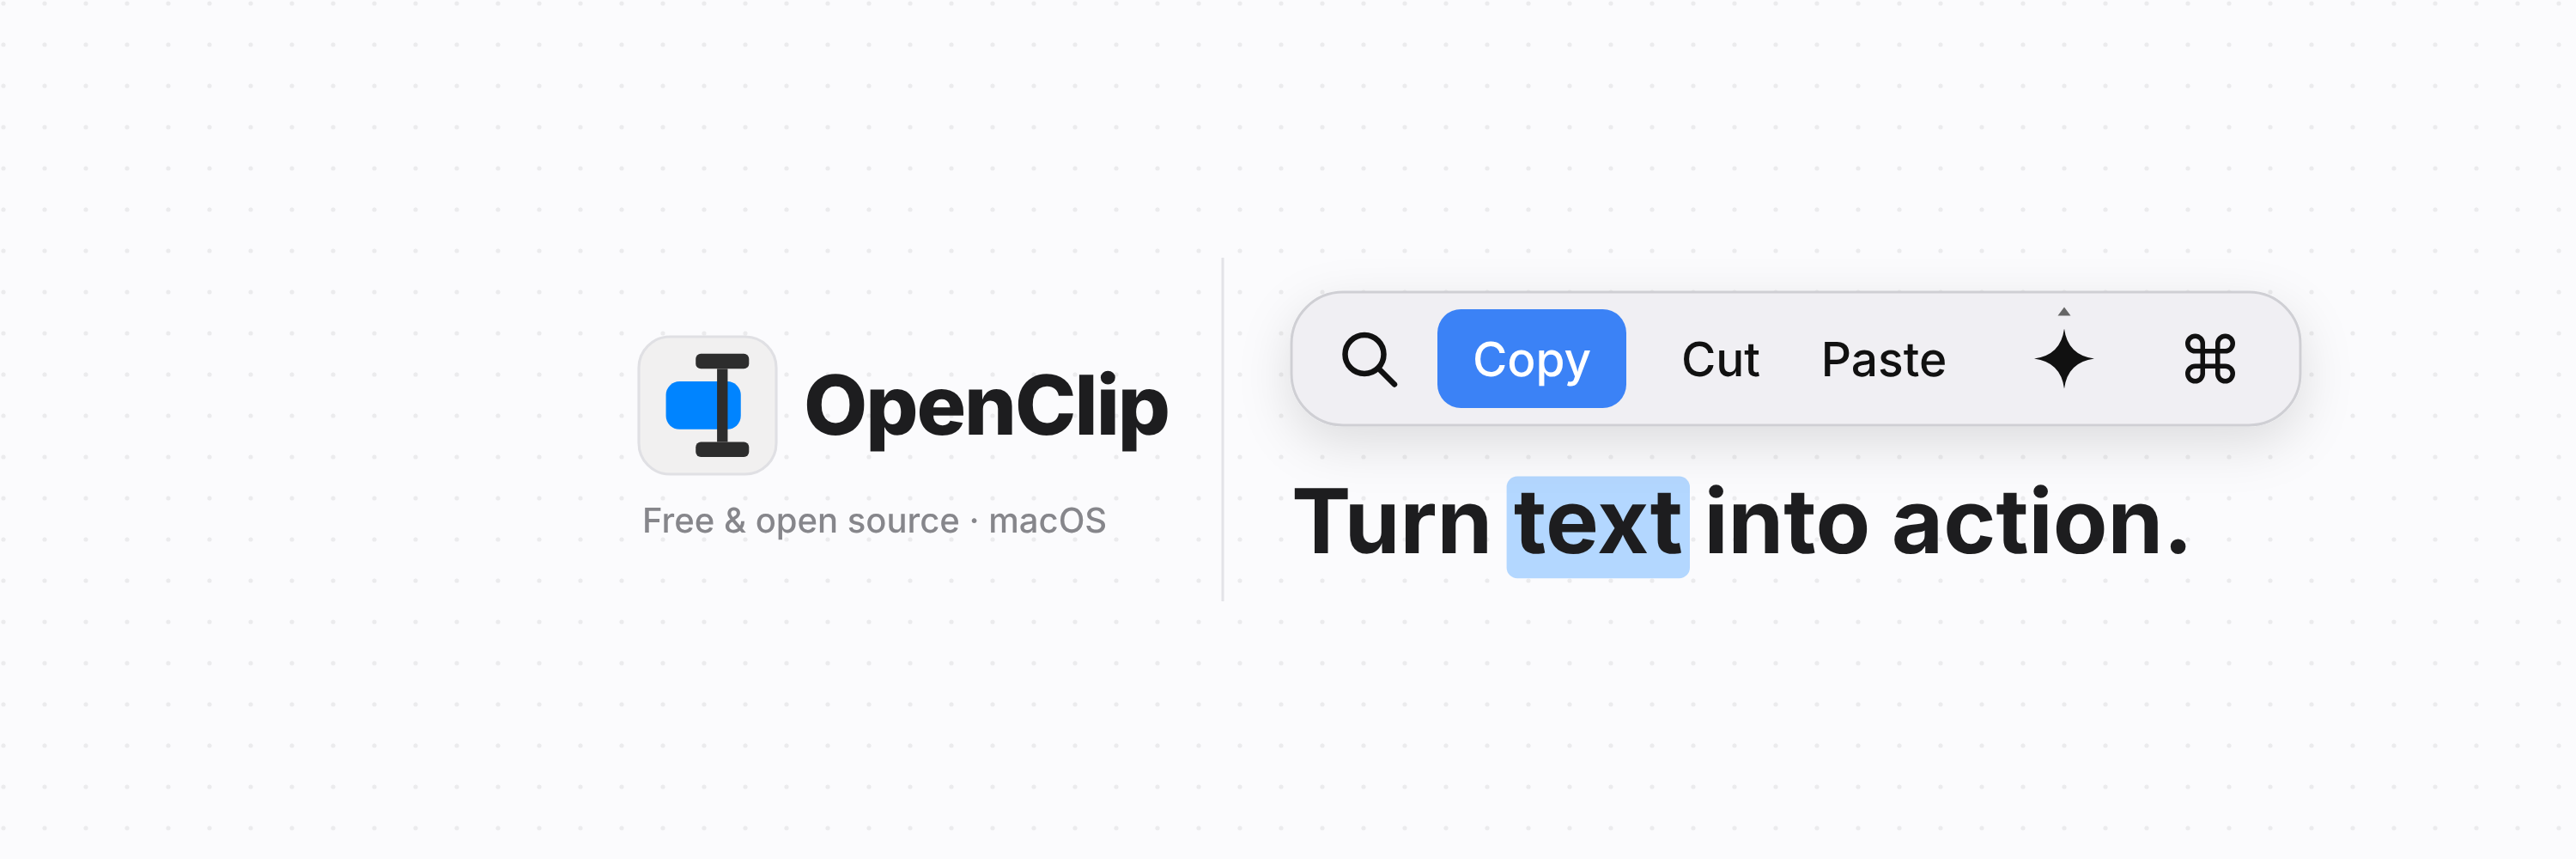 OpenClip
Free & open source · macOS
Copy Cut Paste
Turn text into action.